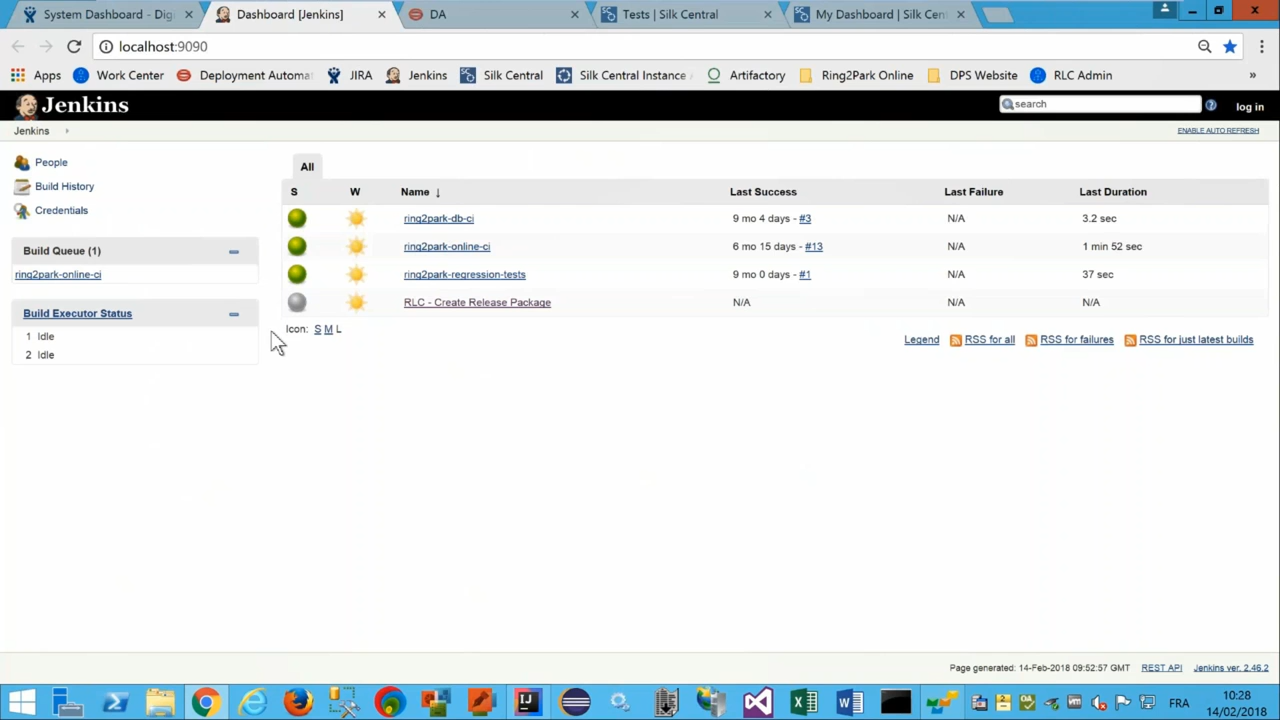 System Dashboard - Digi
Dashboard [Jenkins]
DA
Tests | Silk Central
My Dashboard | Silk Cen
localhost:9090
Apps
Work Center
Deployment Automa
JIRA
Jenkins
Silk Central
Silk Central Instance
Artifactory
Ring2Park Online
DPS Website
RLC Admin
»
Jenkins
search
log in
Jenkins
ENABLE AUTO REFRESH
People
Build History
Credentials
Build Queue (1)
ring2park-online-ci
Build Executor Status
1 Idle
2 Idle
All
S W Name ↓ Last Success Last Failure Last Duration
ring2park-db-ci 9 mo 4 days - #3 N/A 3.2 sec
ring2park-online-ci 6 mo 15 days - #13 N/A 1 min 52 sec
ring2park-regression-tests 9 mo 0 days - #1 N/A 37 sec
RLC - Create Release Package N/A N/A N/A
Icon: S M L
Legend RSS for all RSS for failures RSS for just latest builds
Page generated: 14-Feb-2018 09:52:57 GMT REST API Jenkins ver. 2.46.2
FRA
10:28
14/02/2018